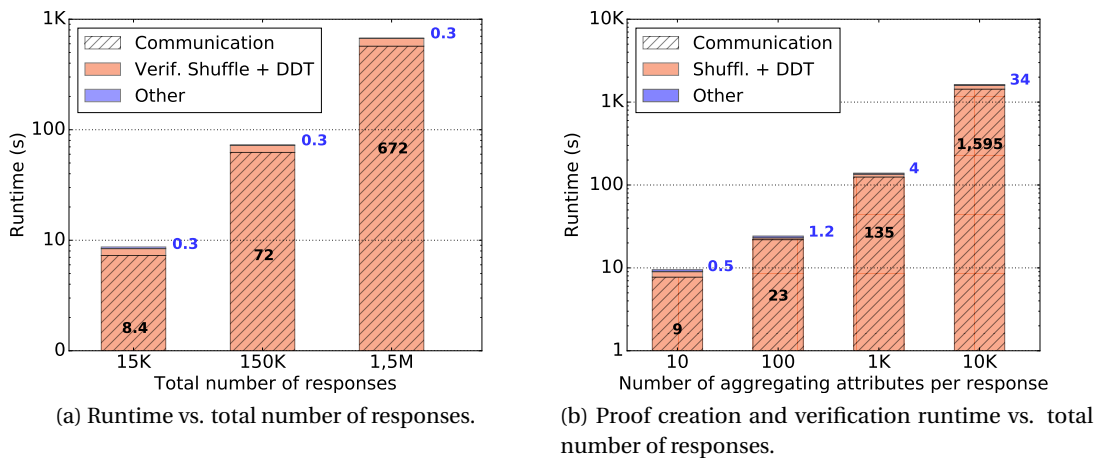 1K
100
10
0
Runtime (s)
Communication
Verif. Shuffle + DDT
Other
0.3
0.3
0.3
8.4
72
672
15K
150K
1,5M
Total number of responses
(a) Runtime vs. total number of responses.
10K
1K
100
10
1
Runtime (s)
Communication
Shuffl. + DDT
Other
0.5
1.2
4
34
9
23
135
1,595
10
100
1K
10K
Number of aggregating attributes per response
(b) Proof creation and verification runtime vs. total
number of responses.